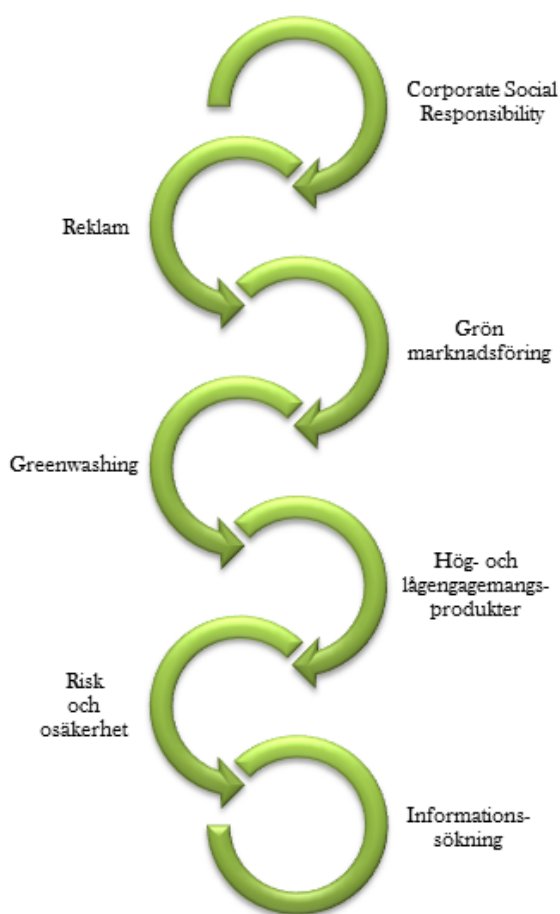 Corporate Social
Responsibility
Reklam
Grön
marknadsföring
Greenwashing
Hög- och
lågengagemangs-
produkter
Risk
och
osäkerhet
Informations-
sökning